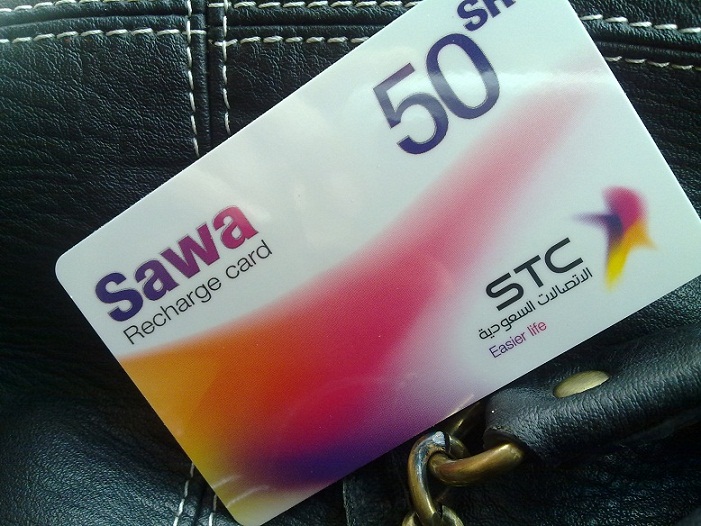 50 SR
Sawa
Recharge card
STC
الاتصالات السعودية
Easier life